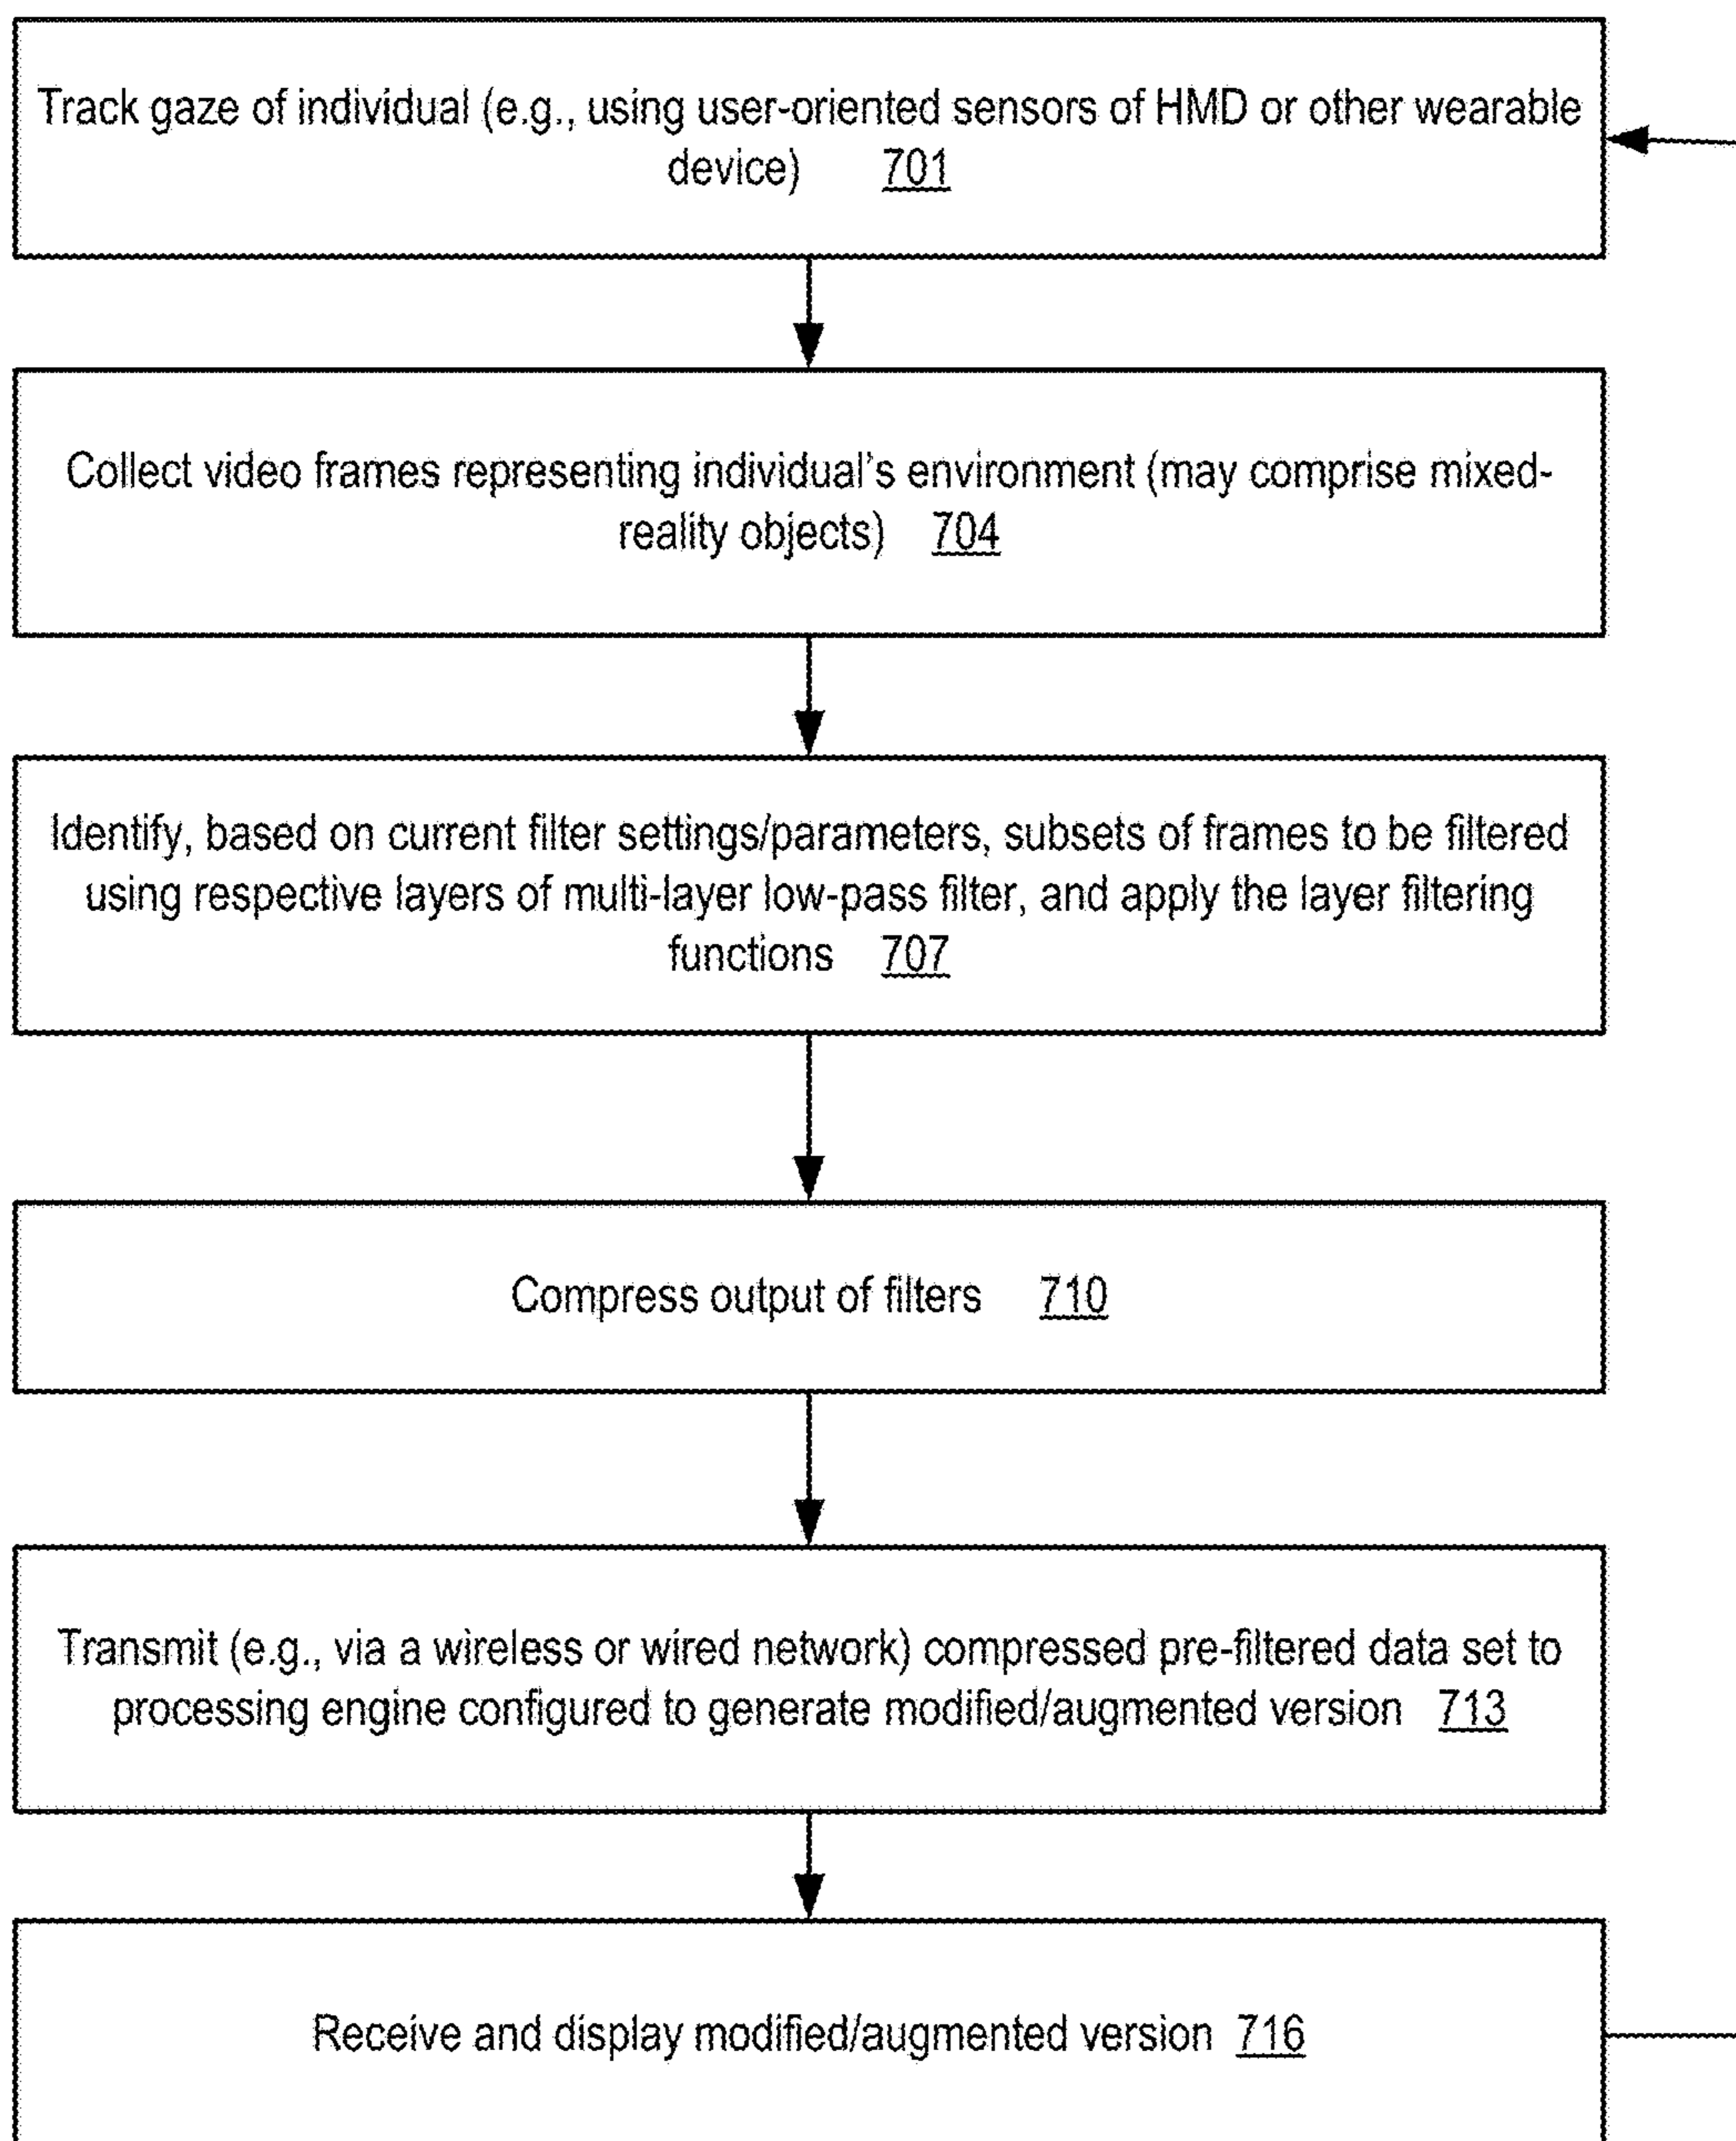 Track gaze of individual (e.g., using user-oriented sensors of HMD or other wearable
device) 701
Collect video frames representing individual's environment (may comprise mixed-
reality objects) 704
Identify, based on current filter settings/parameters, subsets of frames to be filtered
using respective layers of multi-layer low-pass filter, and apply the layer filtering
functions 707
Compress output of filters 710
Transmit (e.g., via a wireless or wired network) compressed pre-filtered data set to
processing engine configured to generate modified/augmented version 713
Receive and display modified/augmented version 716